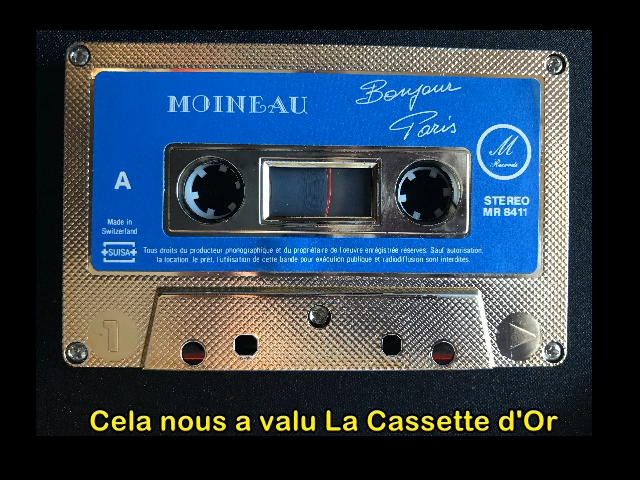 MOINEAU
Bonjour
Paris
A
M
Records
STEREO
MR 8411
Made in
Switzerland
SUISA
Tous droits du producteur phonographique et du propriétaire de l'oeuvre enregistrée réservés. Sauf autorisation,
la location, le prêt, l'utilisation de cette bande pour exécution publique et radiodiffusion sont interdites.
1
Cela nous a valu La Cassette d'Or